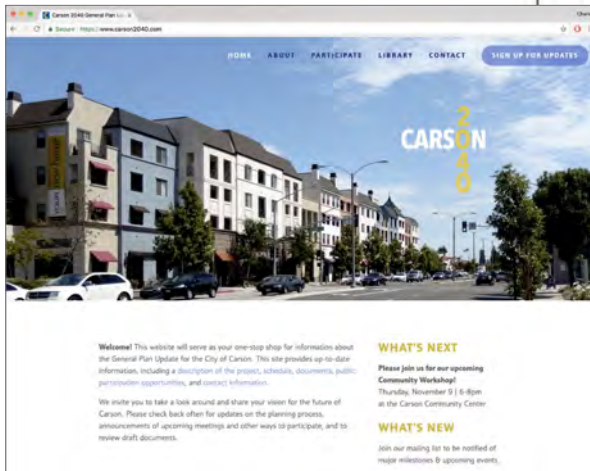 Carson 2040 General Plan
Secure https://www.carson2040.com
HOME ABOUT PARTICIPATE LIBRARY CONTACT SIGN UP FOR UPDATES
CARSON
2040
Welcome! This website will serve as your one-stop shop for information about
the General Plan Update for the City of Carson. This site provides up-to-date
information, including a description of the project, schedule, documents, public
participation opportunities, and contact information.
We invite you to take a look around and share your vision for the future of
Carson. Please check back often for updates on the planning process,
announcements of upcoming meetings and other ways to participate, and to
review draft documents.
WHAT'S NEXT
Please join us for our upcoming
Community Workshop!
Thursday, November 9 | 6-8pm
at the Carson Community Center
WHAT'S NEW
Join our mailing list to be notified of
major milestones & upcoming events